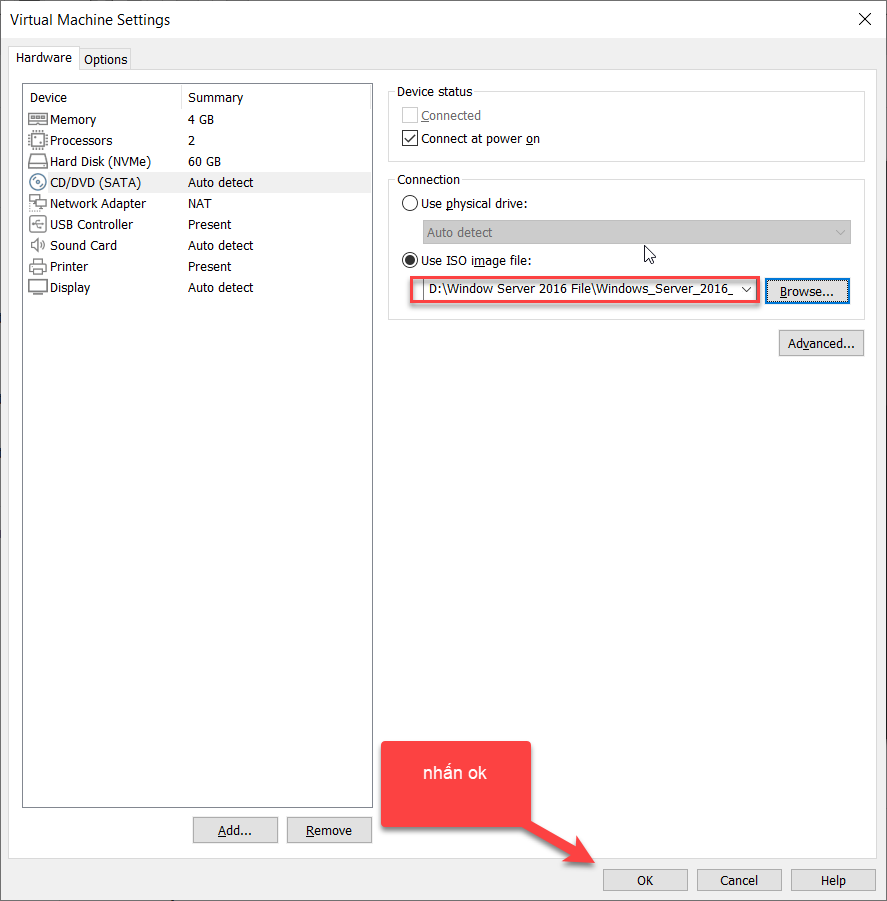 Virtual Machine Settings
Hardware Options
Device Summary
Memory 4 GB
Processors 2
Hard Disk (NVMe) 60 GB
CD/DVD (SATA) Auto detect
Network Adapter NAT
USB Controller Present
Sound Card Auto detect
Printer Present
Display Auto detect
Device status
Connected
Connect at power on
Connection
Use physical drive:
Auto detect
Use ISO image file:
D:\Window Server 2016 File\Windows_Server_2016_
Browse...
Advanced...
nhấn ok
Add... Remove
OK Cancel Help